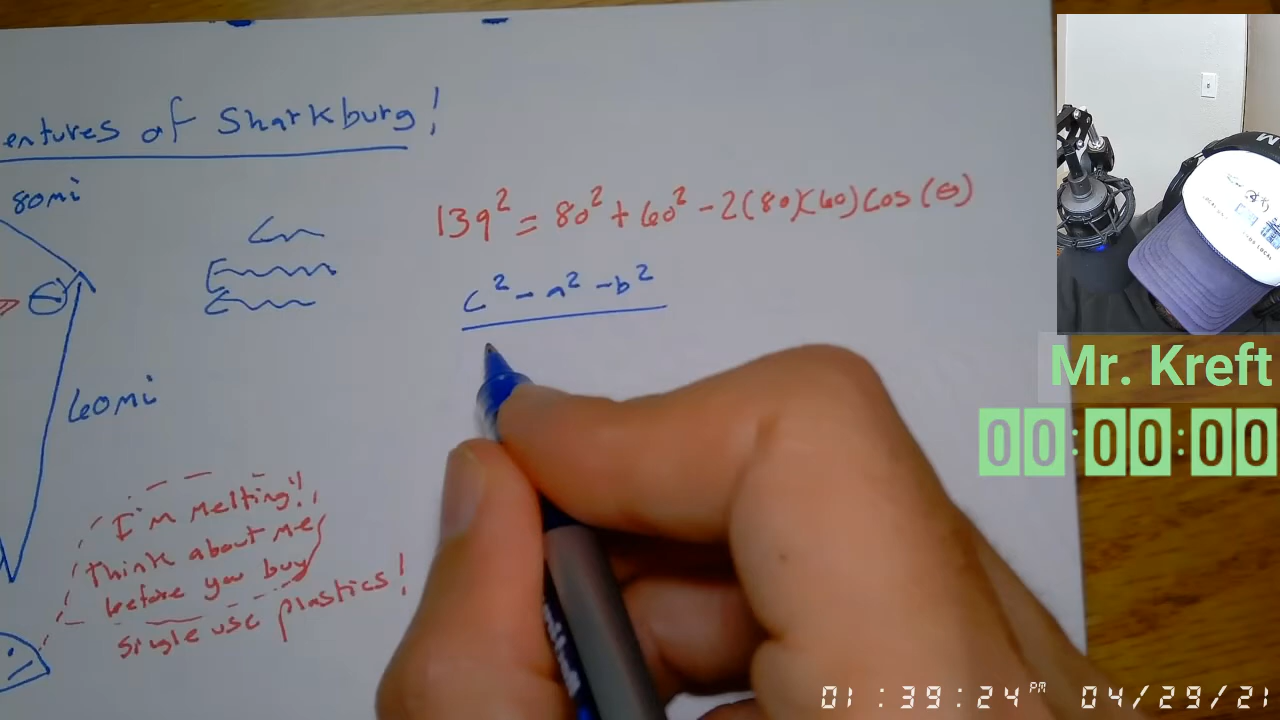 entures of Sharkburg!
80mi
139² = 80² + 60² - 2(80)(60)cos(θ)
c² - a² - b²
θ
60mi
I'm melting!!
think about me
before you buy
single use plastics!
Mr. Kreft
00:00:00
01:39:24 PM 04/29/21